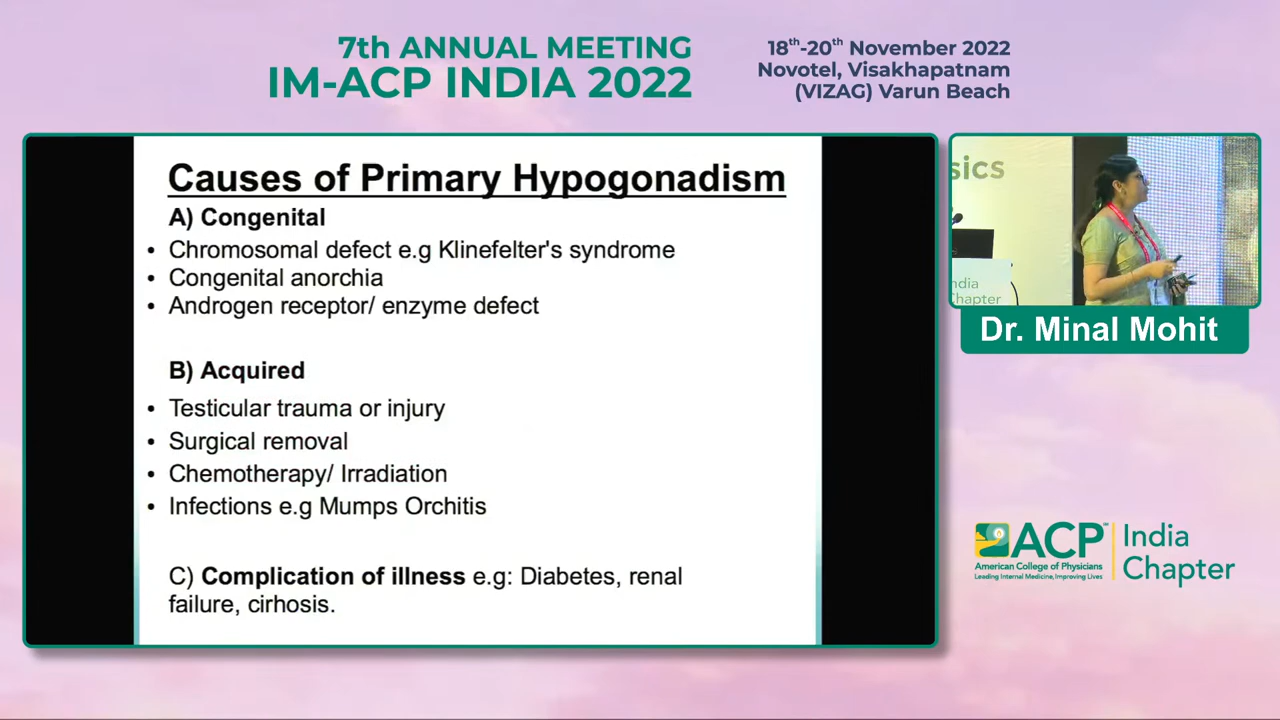 7th ANNUAL MEETING
IM-ACP INDIA 2022
18th-20th November 2022
Novotel, Visakhapatnam
(VIZAG) Varun Beach
Causes of Primary Hypogonadism
A) Congenital
• Chromosomal defect e.g Klinefelter's syndrome
• Congenital anorchia
• Androgen receptor/ enzyme defect
B) Acquired
• Testicular trauma or injury
• Surgical removal
• Chemotherapy/ Irradiation
• Infections e.g Mumps Orchitis
C) Complication of illness e.g: Diabetes, renal
failure, cirhosis.
sics
ndia
Chapter
Dr. Minal Mohit
ACP™
American College of Physicians
Leading Internal Medicine, Improving Lives
India
Chapter